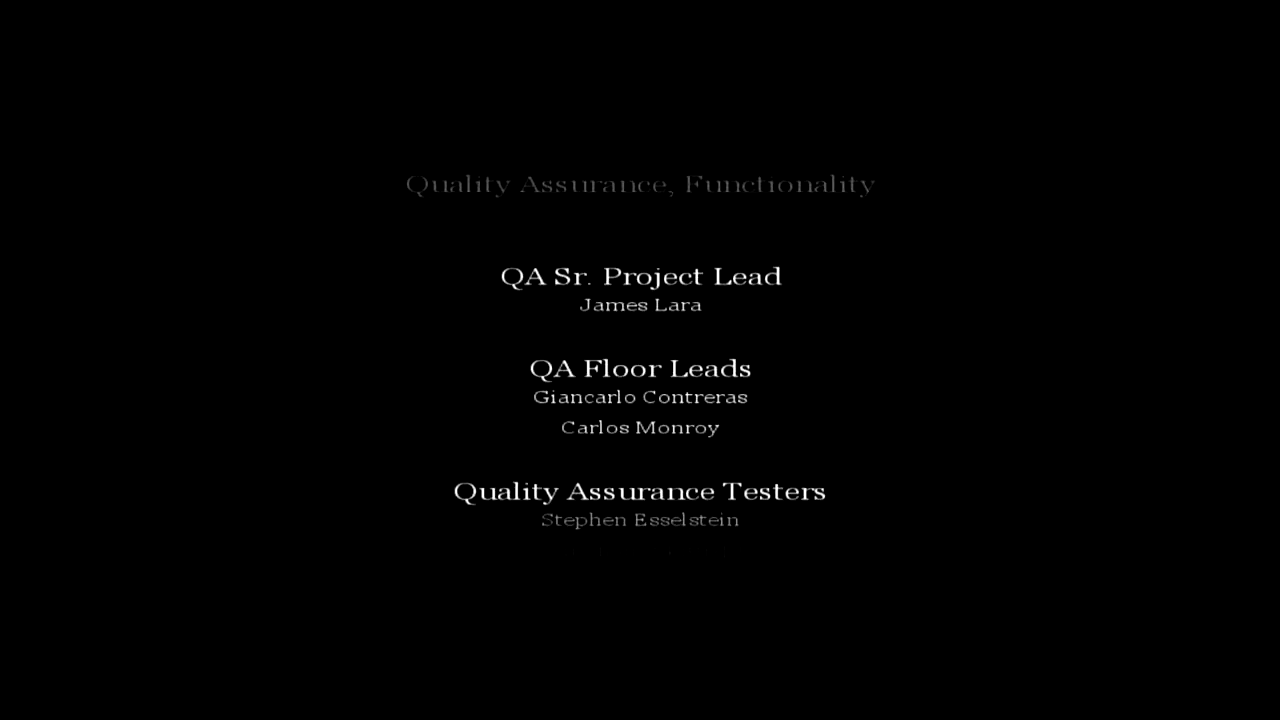 Quality Assurance, Functionality
QA Sr. Project Lead
James Lara
QA Floor Leads
Giancarlo Contreras
Carlos Monroy
Quality Assurance Testers
Stephen Esselstein